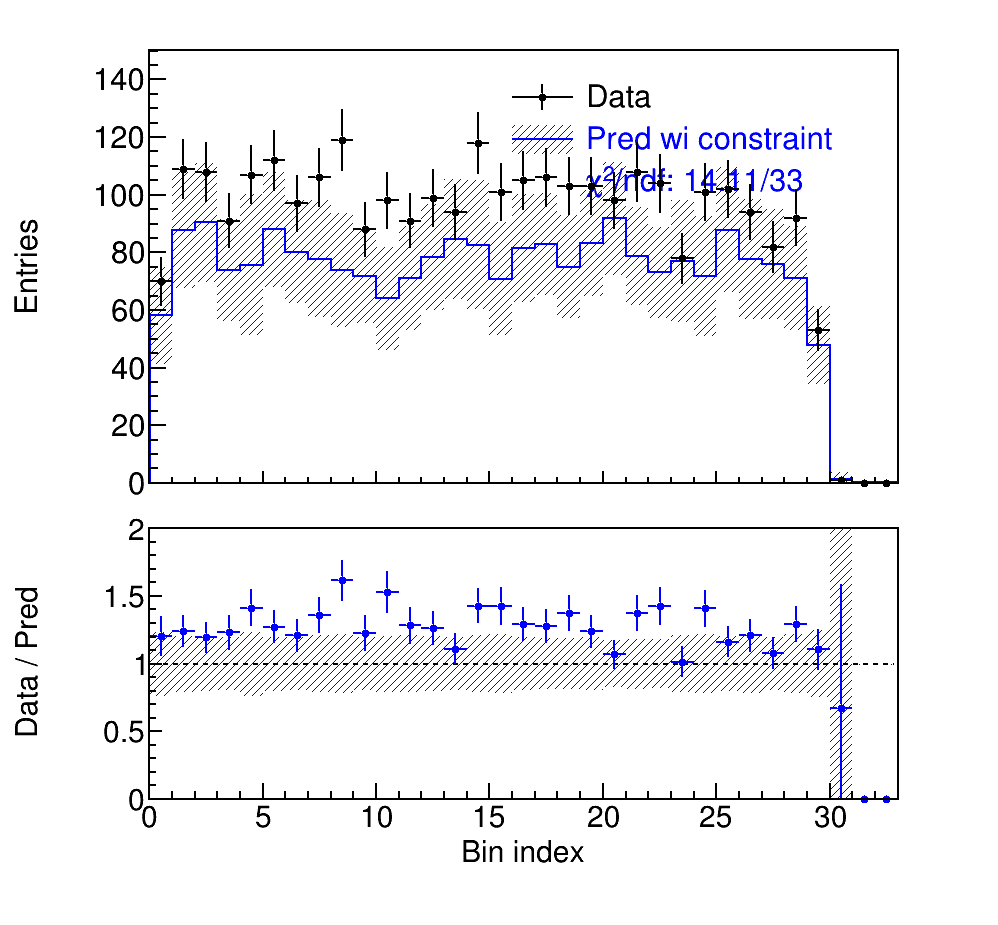 140
120
100
80
60
40
20
0
Entries
Data
Pred wi constraint
χ²/ndf: 14.11/33
2
1.5
1
0.5
0
Data / Pred
0 5 10 15 20 25 30
Bin index